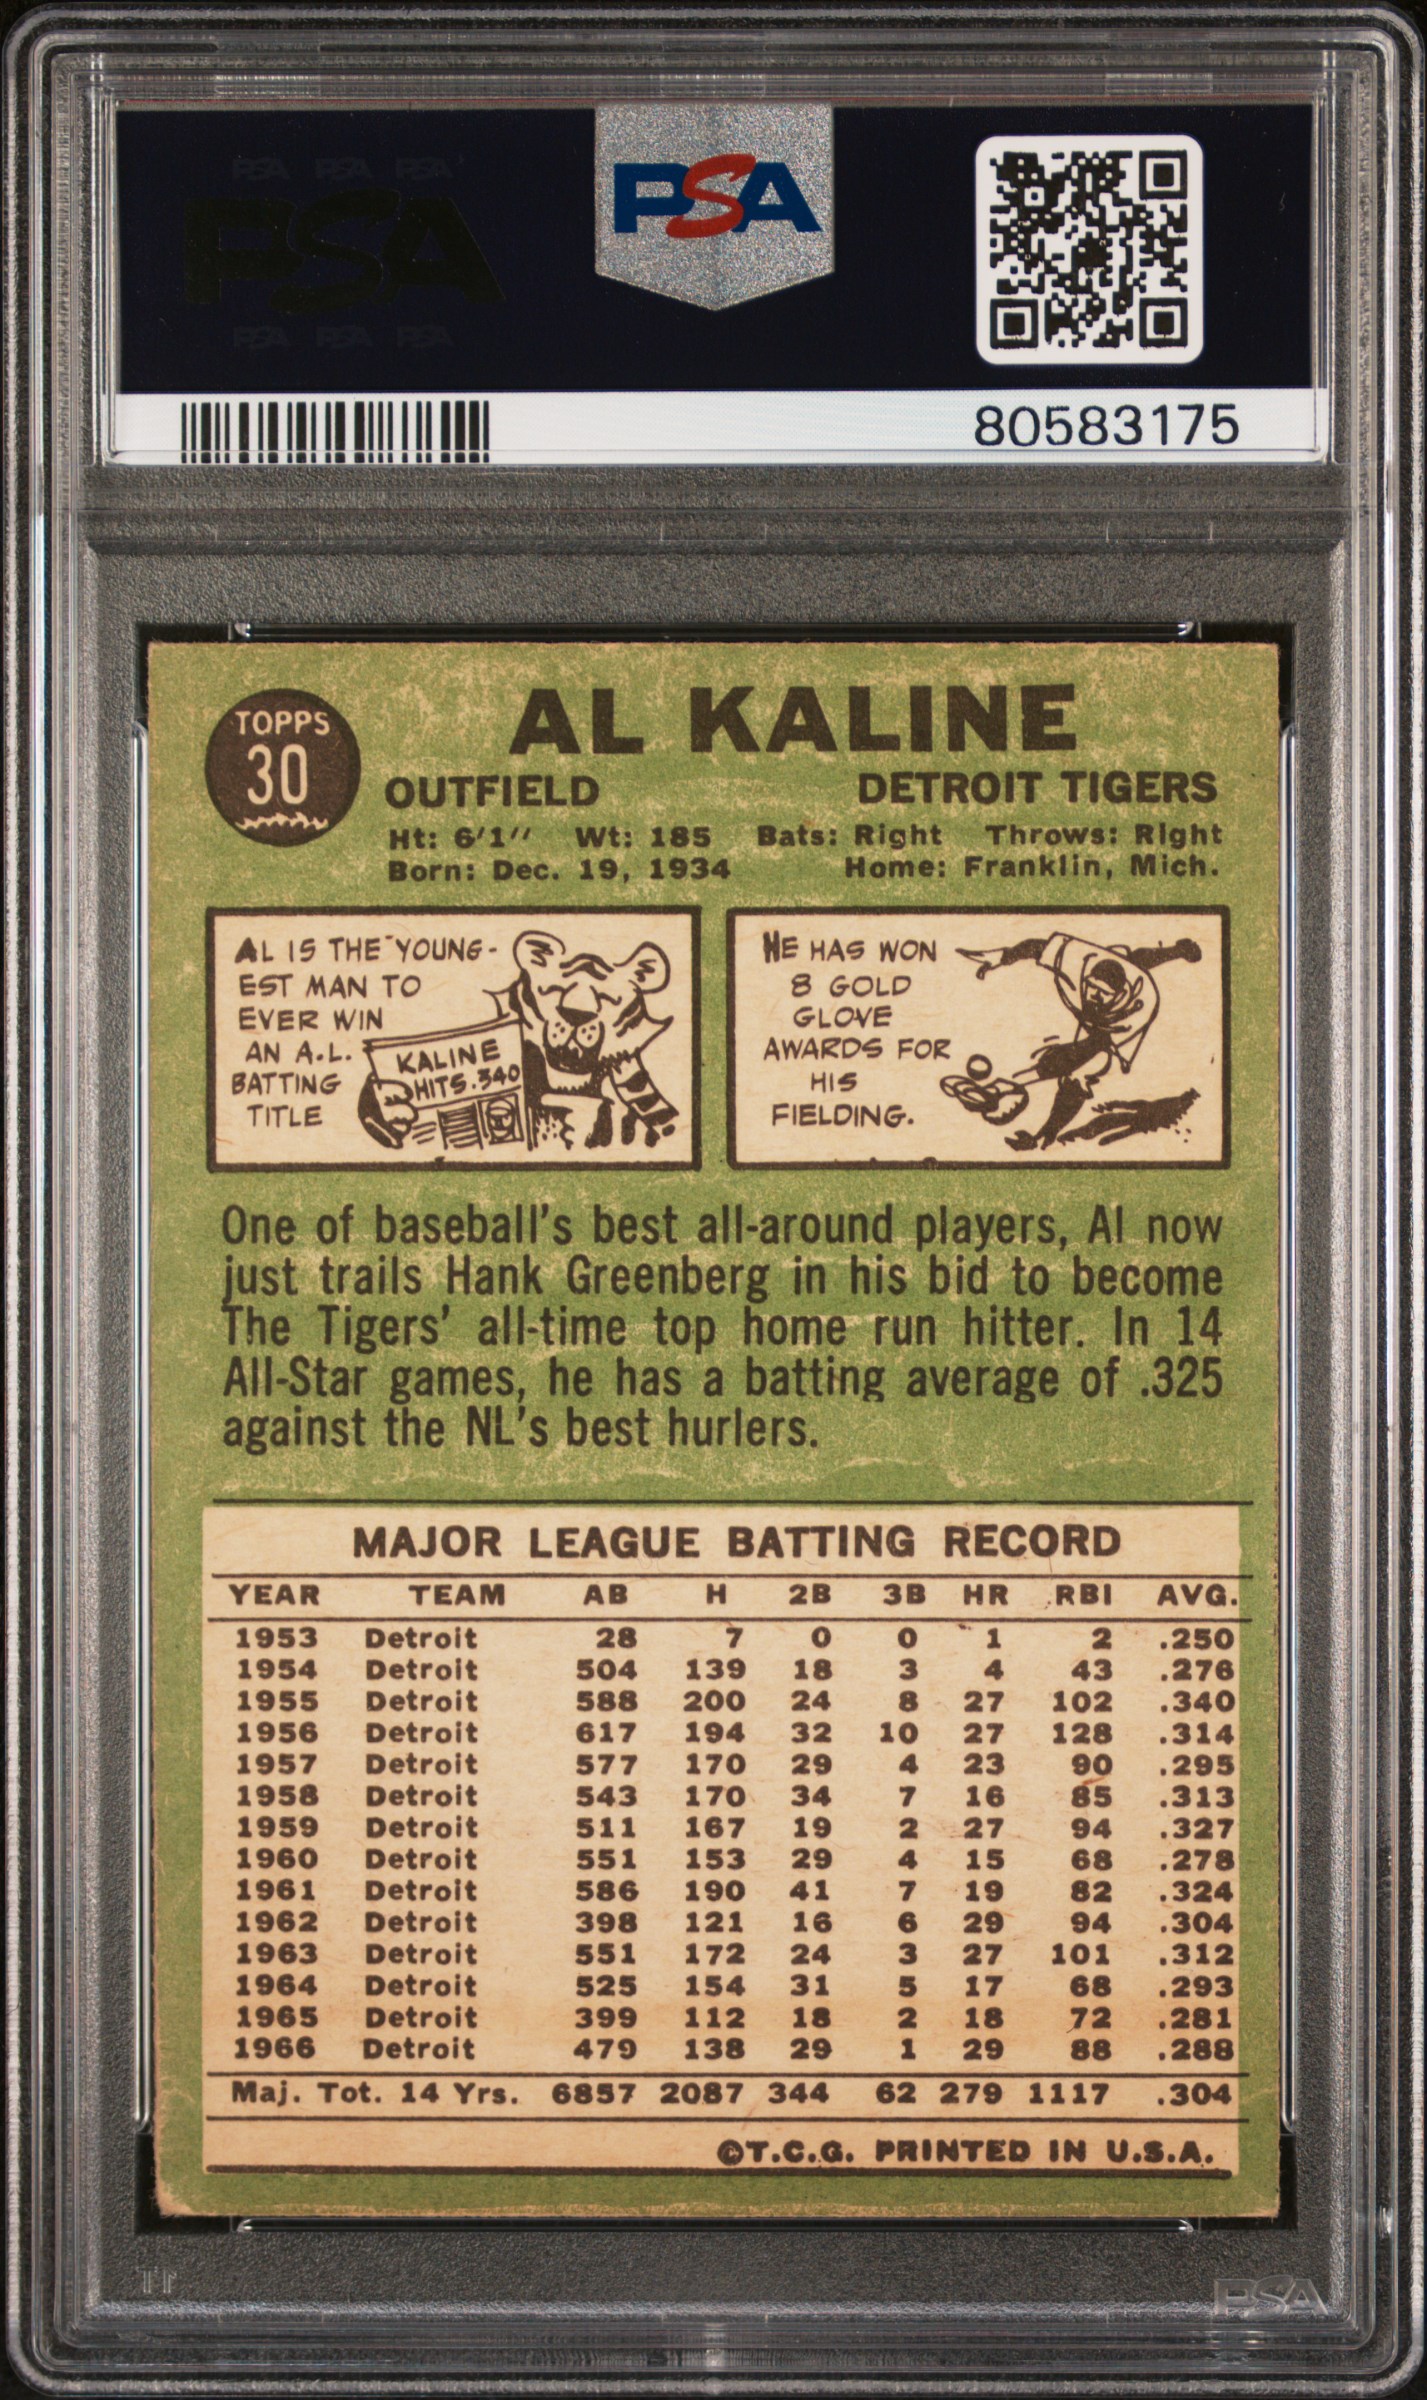 PSA PSA PSA
PSA
PSA PSA PSA
PSA
80583175
TOPPS
30
AL KALINE
OUTFIELD DETROIT TIGERS
Ht: 6'1" Wt: 185 Bats: Right Throws: Right
Born: Dec. 19, 1934 Home: Franklin, Mich.
AL IS THE YOUNG-
EST MAN TO
EVER WIN
AN A.L.
BATTING
TITLE
KALINE
HITS .340
HE HAS WON
8 GOLD
GLOVE
AWARDS FOR
HIS
FIELDING.
One of baseball's best all-around players, Al now
just trails Hank Greenberg in his bid to become
The Tigers' all-time top home run hitter. In 14
All-Star games, he has a batting average of .325
against the NL's best hurlers.
MAJOR LEAGUE BATTING RECORD
YEAR TEAM AB H 2B 3B HR RBI AVG.
1953 Detroit 28 7 0 0 1 2 .250
1954 Detroit 504 139 18 3 4 43 .276
1955 Detroit 588 200 24 8 27 102 .340
1956 Detroit 617 194 32 10 27 128 .314
1957 Detroit 577 170 29 4 23 90 .295
1958 Detroit 543 170 34 7 16 85 .313
1959 Detroit 511 167 19 2 27 94 .327
1960 Detroit 551 153 29 4 15 68 .278
1961 Detroit 586 190 41 7 19 82 .324
1962 Detroit 398 121 16 6 29 94 .304
1963 Detroit 551 172 24 3 27 101 .312
1964 Detroit 525 154 31 5 17 68 .293
1965 Detroit 399 112 18 2 18 72 .281
1966 Detroit 479 138 29 1 29 88 .288
Maj. Tot. 14 Yrs. 6857 2087 344 62 279 1117 .304
©T.C.G. PRINTED IN U.S.A.
PSA